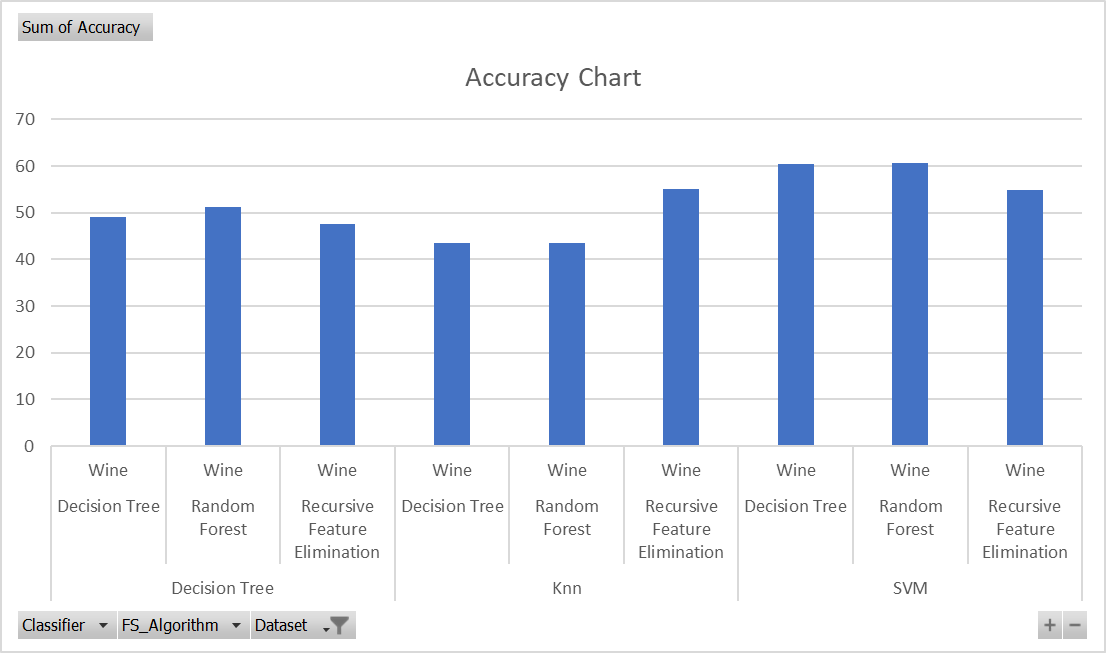 Sum of Accuracy
Accuracy Chart
70
60
50
40
30
20
10
0
Wine Wine Wine Wine Wine Wine Wine Wine Wine
Decision Tree Random Recursive Decision Tree Random Recursive Decision Tree Random Recursive
Forest Feature Forest Feature Forest Feature
Elimination Elimination Elimination
Decision Tree Knn SVM
Classifier FS_Algorithm Dataset
+ −